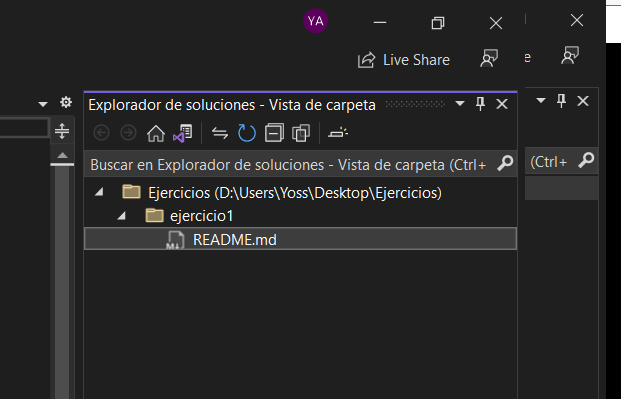 YA
Live Share
e
Explorador de soluciones - Vista de carpeta
Buscar en Explorador de soluciones - Vista de carpeta (Ctrl+
(Ctrl+
Ejercicios (D:\Users\Yoss\Desktop\Ejercicios)
ejercicio1
README.md